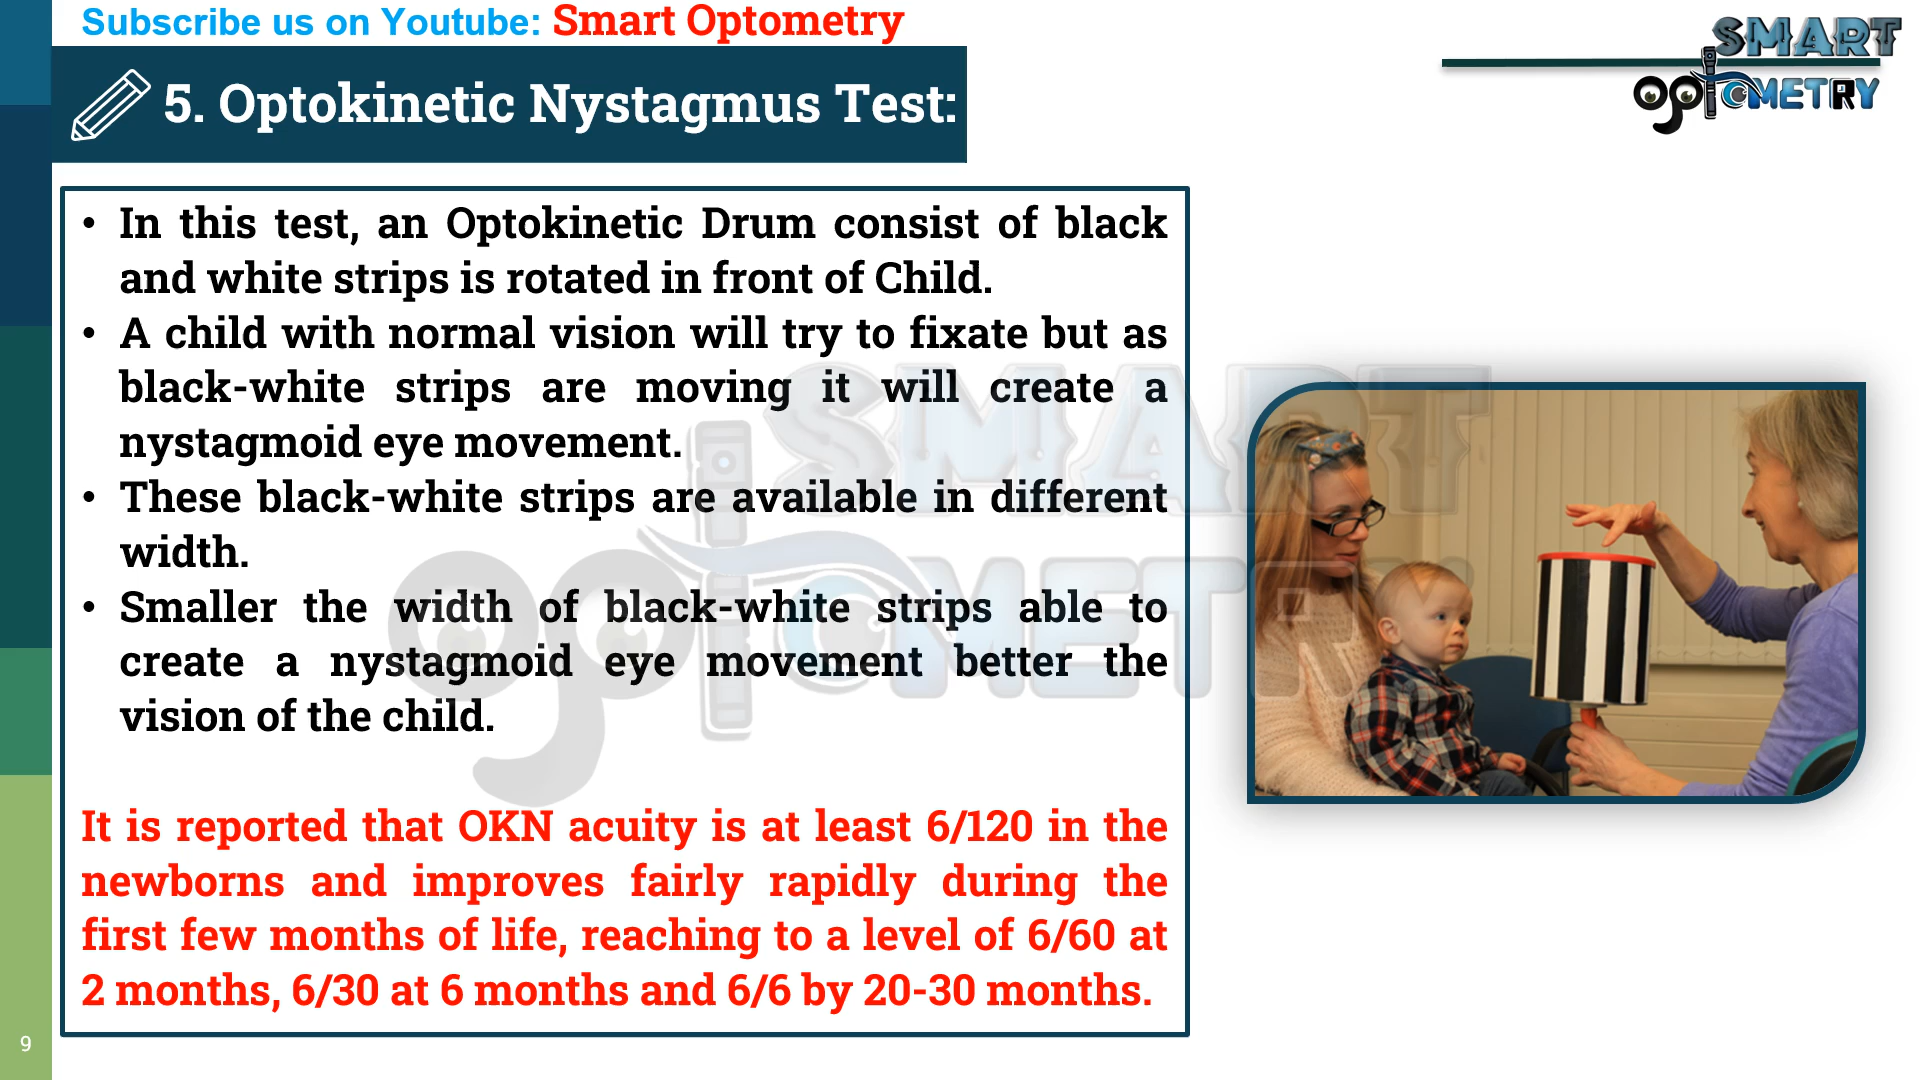 Subscribe us on Youtube: Smart Optometry
SMART
OptOMETRY
5. Optokinetic Nystagmus Test:
• In this test, an Optokinetic Drum consist of black
and white strips is rotated in front of Child.
• A child with normal vision will try to fixate but as
black-white strips are moving it will create a
nystagmoid eye movement.
• These black-white strips are available in different
width.
• Smaller the width of black-white strips able to
create a nystagmoid eye movement better the
vision of the child.
It is reported that OKN acuity is at least 6/120 in the
newborns and improves fairly rapidly during the
first few months of life, reaching to a level of 6/60 at
2 months, 6/30 at 6 months and 6/6 by 20-30 months.
SMART
OptOMETRY
9